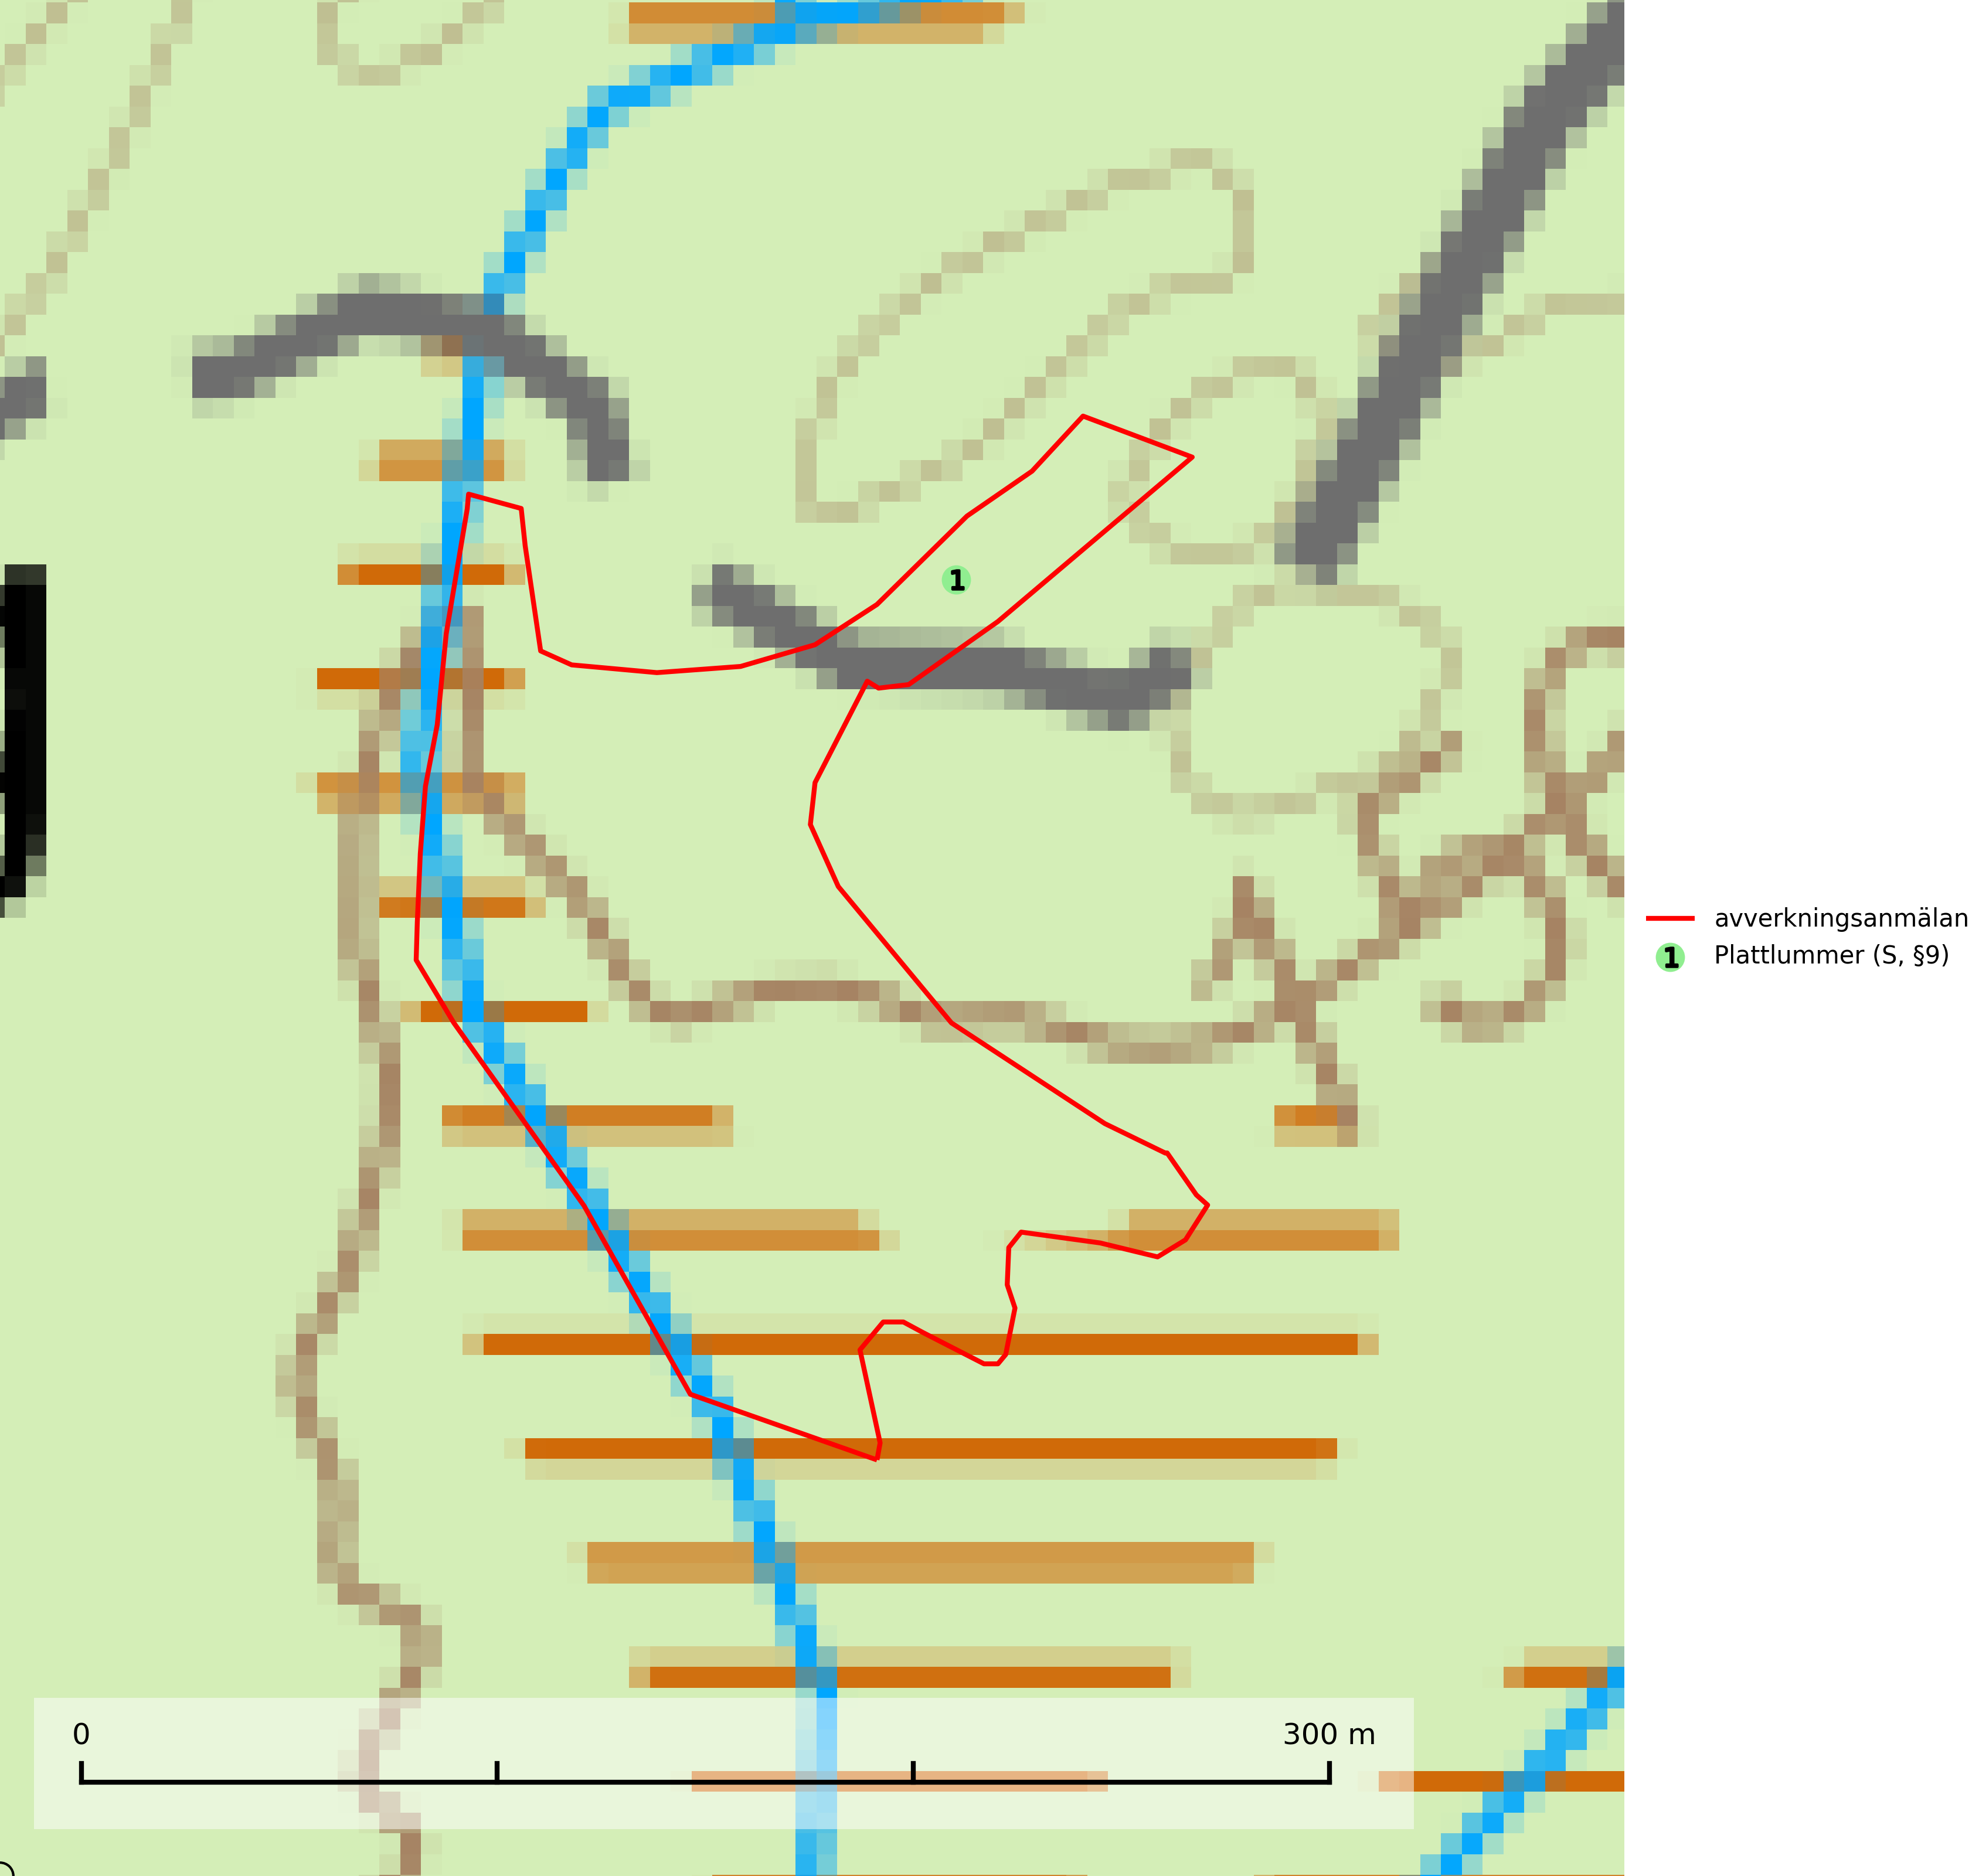 1
avverkningsanmälan
1 Plattlummer (S, §9)
0 300 m